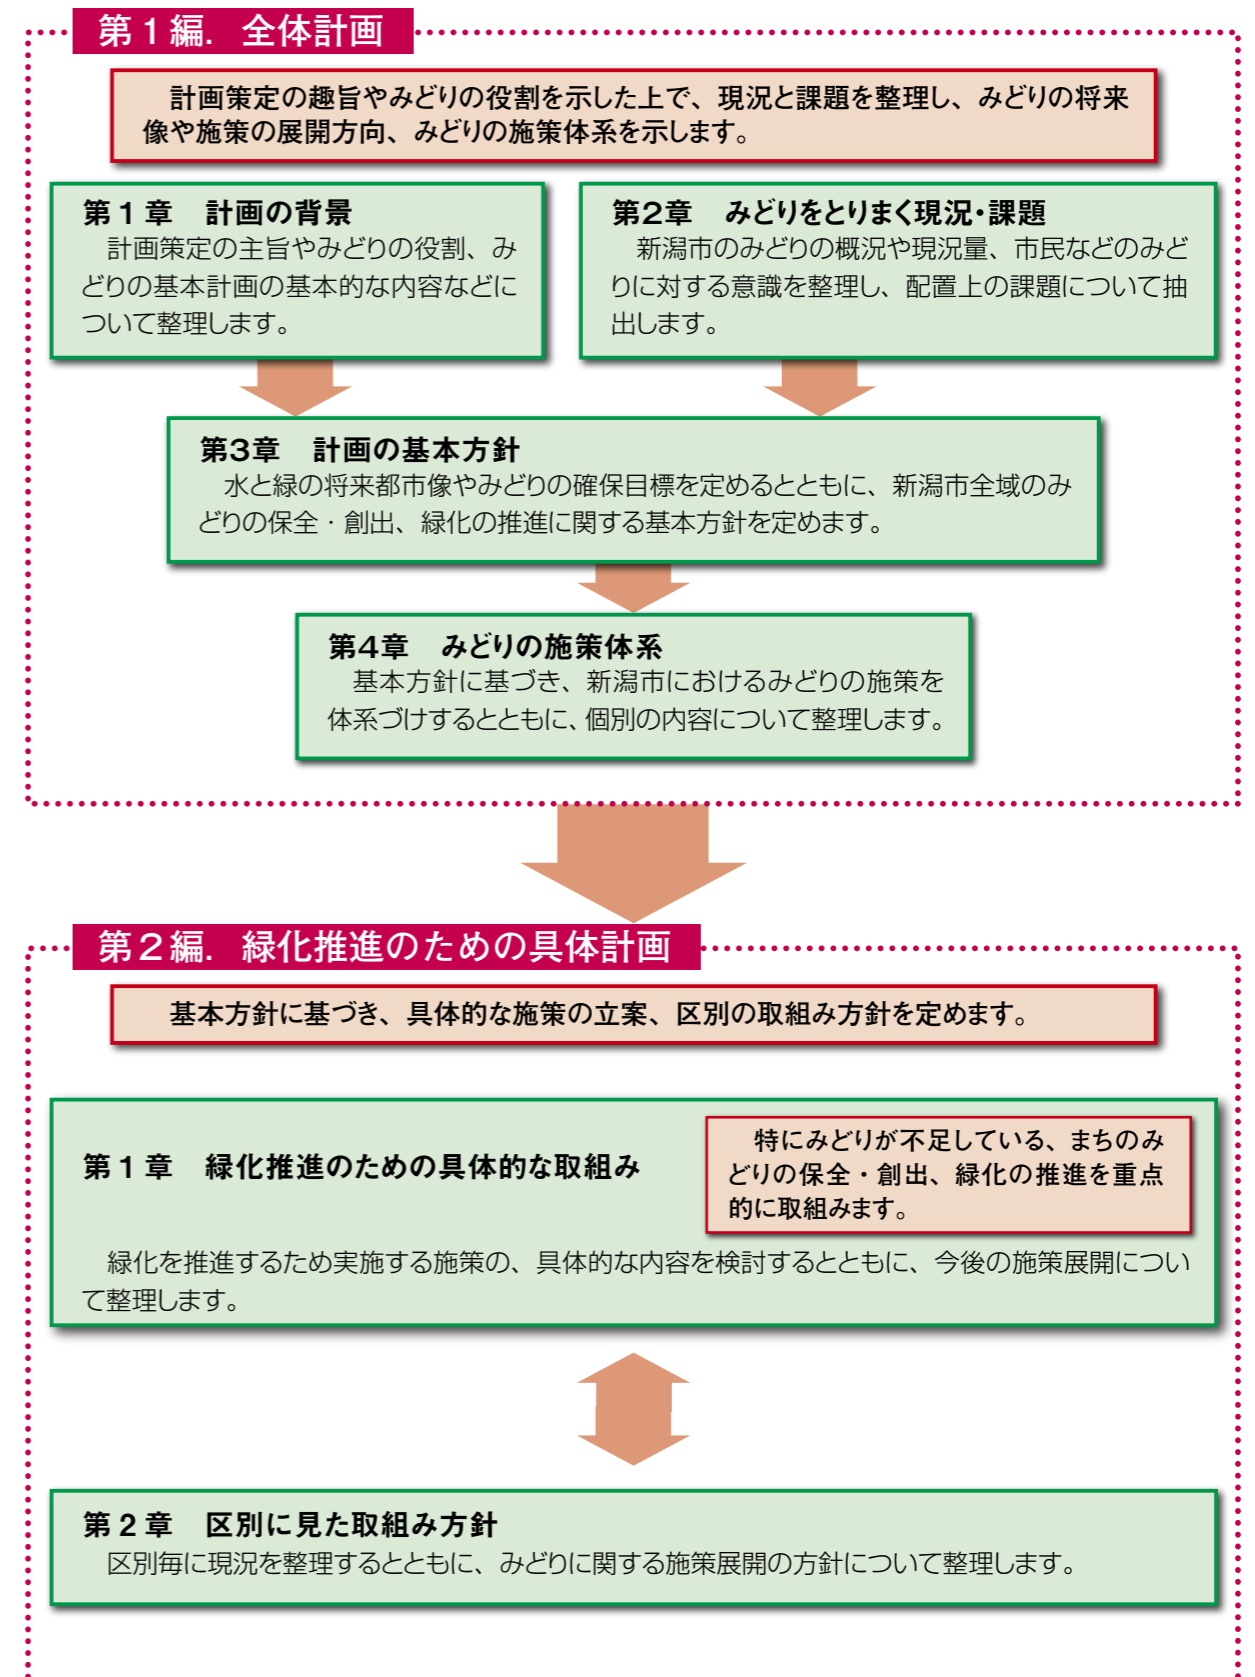 第1編．全体計画
計画策定の趣旨やみどりの役割を示した上で、現況と課題を整理し、みどりの将来
像や施策の展開方向、みどりの施策体系を示します。
第1章　計画の背景
計画策定の主旨やみどりの役割、み
どりの基本計画の基本的な内容などに
ついて整理します。
第2章　みどりをとりまく現況・課題
新潟市のみどりの概況や現況量、市民などのみど
りに対する意識を整理し、配置上の課題について抽
出します。
第3章　計画の基本方針
水と緑の将来都市像やみどりの確保目標を定めるとともに、新潟市全域のみ
どりの保全・創出、緑化の推進に関する基本方針を定めます。
第4章　みどりの施策体系
基本方針に基づき、新潟市におけるみどりの施策を
体系づけするとともに、個別の内容について整理します。
第2編．緑化推進のための具体計画
基本方針に基づき、具体的な施策の立案、区別の取組み方針を定めます。
第1章　緑化推進のための具体的な取組み
特にみどりが不足している、まちのみ
どりの保全・創出、緑化の推進を重点
的に取組みます。
緑化を推進するため実施する施策の、具体的な内容を検討するとともに、今後の施策展開につい
て整理します。
第2章　区別に見た取組み方針
区別毎に現況を整理するとともに、みどりに関する施策展開の方針について整理します。